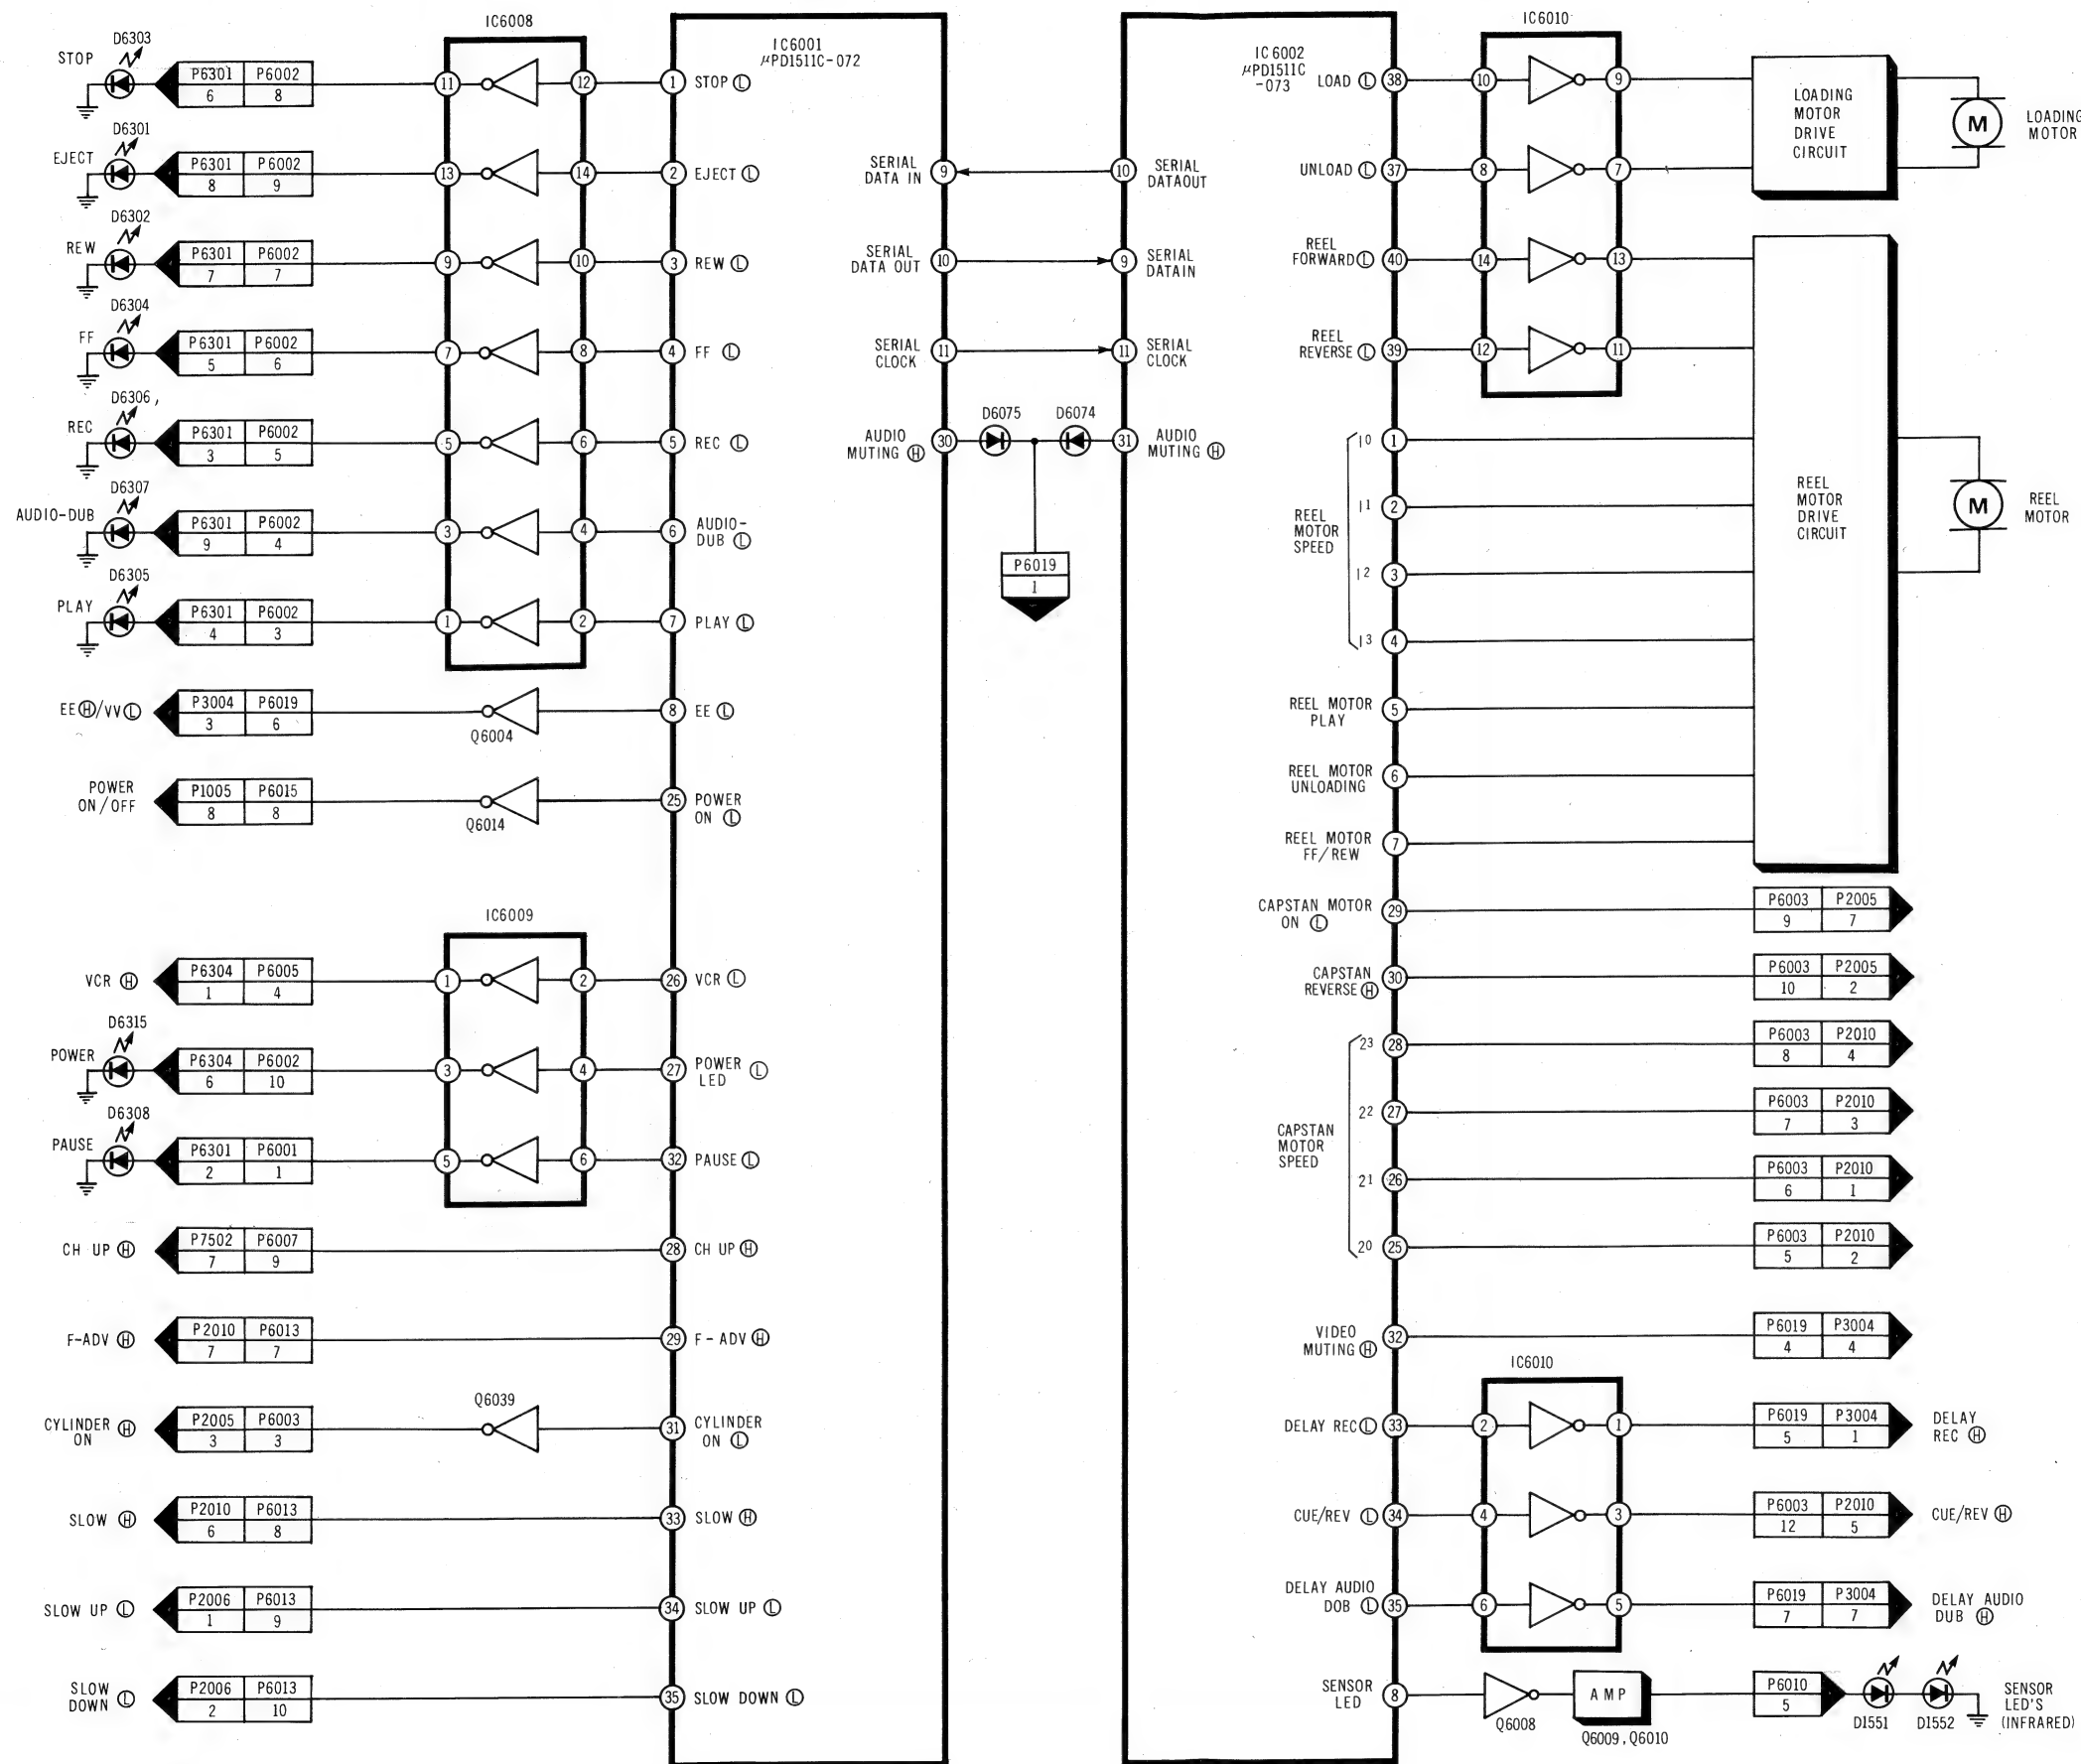 IC6008
D6303
STOP
P6301 P6002
6 8
11 12 1 STOP Ⓛ
D6301
EJECT
P6301 P6002
8 9
13 14 2 EJECT Ⓛ
D6302
REW
P6301 P6002
7 7
9 10 3 REW Ⓛ
D6304
FF
P6301 P6002
5 6
7 8 4 FF Ⓛ
D6306,
REC
P6301 P6002
3 5
5 6 5 REC Ⓛ
D6307
AUDIO-DUB
P6301 P6002
9 4
3 4 6 AUDIO-
DUB Ⓛ
D6305
PLAY
P6301 P6002
4 3
1 2 7 PLAY Ⓛ
EE Ⓗ/VV Ⓛ
P3004 P6019
3 6
Q6004
8 EE Ⓛ
POWER
ON/OFF
P1005 P6015
8 8
Q6014
25 POWER
ON Ⓛ
IC6009
VCR Ⓗ
P6304 P6005
1 4
1 2 26 VCR Ⓛ
D6315
POWER
P6304 P6002
6 10
3 4 27 POWER Ⓛ
LED
D6308
PAUSE
P6301 P6001
2 1
5 6 32 PAUSE Ⓛ
CH UP Ⓗ
P7502 P6007
7 9
28 CH UP Ⓗ
F-ADV Ⓗ
P2010 P6013
7 7
29 F-ADV Ⓗ
CYLINDER Ⓗ
ON
P2005 P6003
3 3
Q6039
31 CYLINDER
ON Ⓛ
SLOW Ⓗ
P2010 P6013
6 8
33 SLOW Ⓗ
SLOW UP Ⓛ
P2006 P6013
1 9
34 SLOW UP Ⓛ
SLOW
DOWN Ⓛ
P2006 P6013
2 10
35 SLOW DOWN Ⓛ
IC6001
μPD1511C-072
SERIAL
DATA IN
9 10
SERIAL
DATAOUT
SERIAL
DATA OUT
10 9
SERIAL
DATAIN
SERIAL
CLOCK
11 11
SERIAL
CLOCK
AUDIO
MUTING Ⓗ
30
D6075 D6074
31
AUDIO
MUTING Ⓗ
P6019
1
IC 6002
μPD1511C
-073
IC6010
LOAD Ⓛ 38 10 9
UNLOAD Ⓛ 37 8 7
LOADING
MOTOR
DRIVE
CIRCUIT
M
LOADING
MOTOR
REEL
FORWARD Ⓛ 40 14 13
REEL
REVERSE Ⓛ 39 12 11
REEL
MOTOR
SPEED
10 1
11 2
12 3
13 4
REEL
MOTOR
DRIVE
CIRCUIT
M
REEL
MOTOR
REEL MOTOR
PLAY
5
REEL MOTOR
UNLOADING
6
REEL MOTOR
FF/REW
7
CAPSTAN MOTOR
ON Ⓛ
29
P6003 P2005
9 7
CAPSTAN
REVERSE Ⓗ
30
P6003 P2005
10 2
CAPSTAN
MOTOR
SPEED
23 28
P6003 P2010
8 4
22 27
P6003 P2010
7 3
21 26
P6003 P2010
6 1
20 25
P6003 P2010
5 2
VIDEO
MUTING Ⓗ
32
P6019 P3004
4 4
IC6010
DELAY REC Ⓛ 33 2 1
P6019 P3004
5 1
DELAY
REC Ⓗ
CUE/REV Ⓛ 34 4 3
P6003 P2010
12 5
CUE/REV Ⓗ
DELAY AUDIO
DOB Ⓛ 35 6 5
P6019 P3004
7 7
DELAY AUDIO
DUB Ⓗ
SENSOR
LED
8
Q6008
AMP
Q6009, Q6010
P6010
5
D1551 D1552
SENSOR
LED'S
(INFRARED)